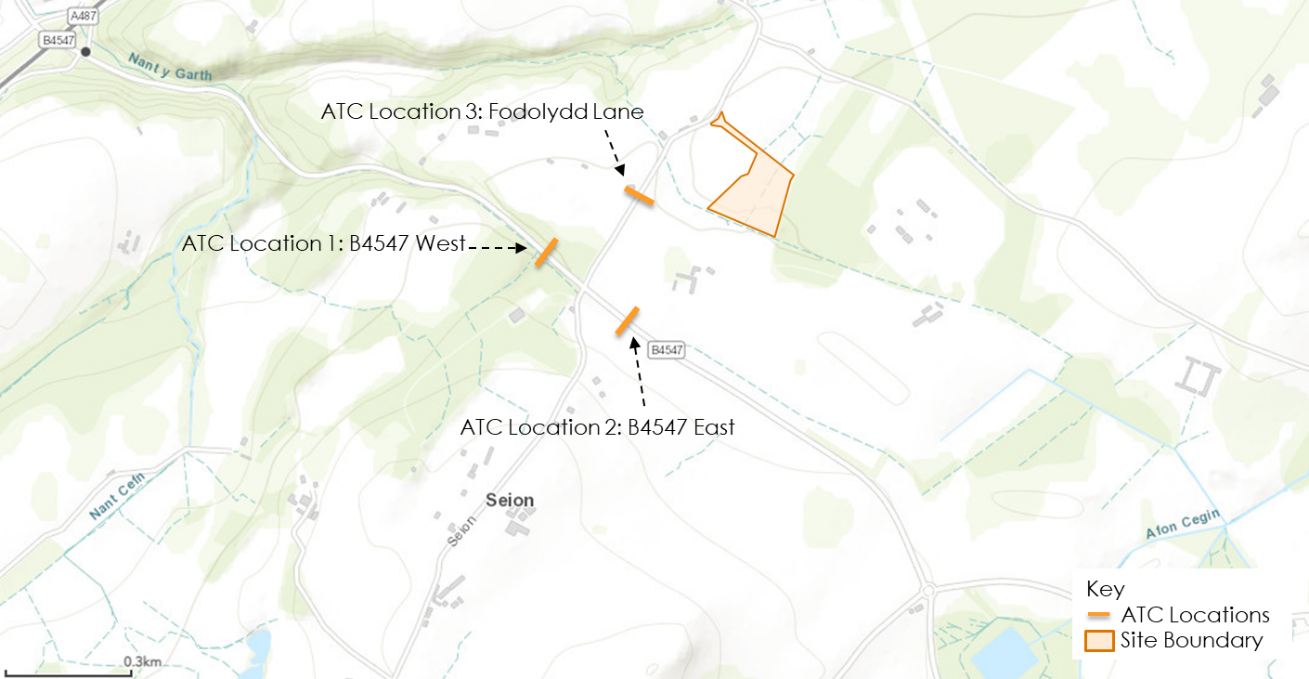 A487
B4547
Nant y Garth
ATC Location 3: Fodolydd Lane
ATC Location 1: B4547 West
B4547
ATC Location 2: B4547 East
Nant Cefn
Seion
Seion
Afon Cegin
Key
ATC Locations
Site Boundary
0.3km